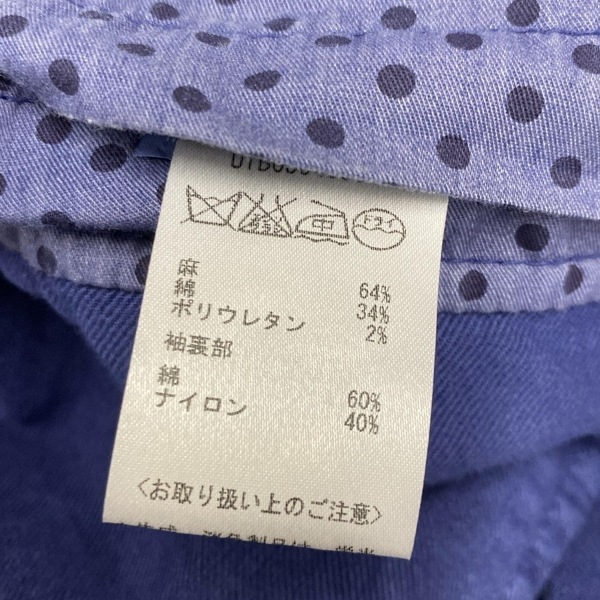 中 ドライ
麻 64%
綿 34%
ポリウレタン 2%
袖裏部
綿 60%
ナイロン 40%
〈お取り扱い上のご注意〉